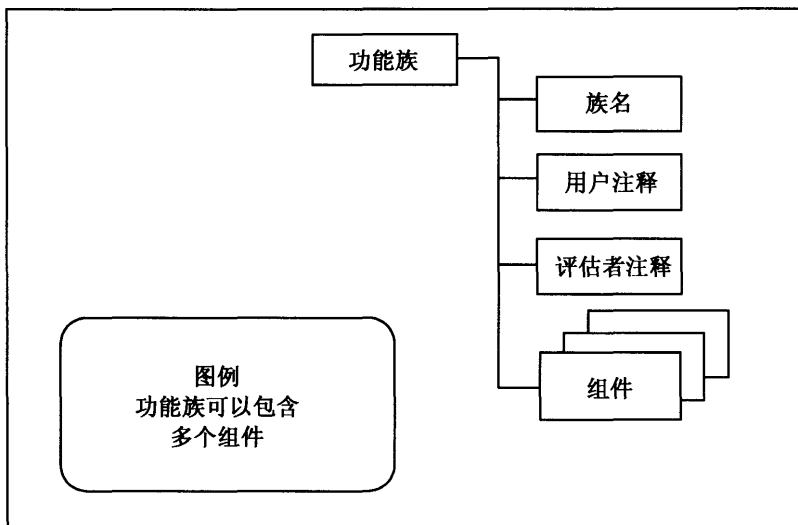 功能族
族名
用户注释
评估者注释
组件
图例
功能族可以包含
多个组件